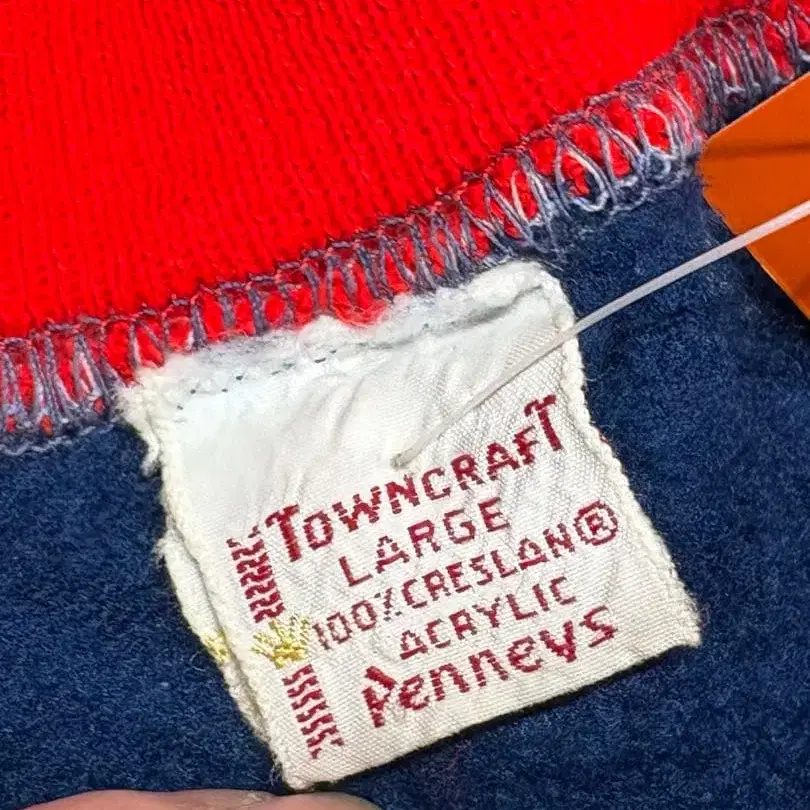 TOWNCRAFT
LARGE
100% CRESLAN®
ACRYLIC
Penneys